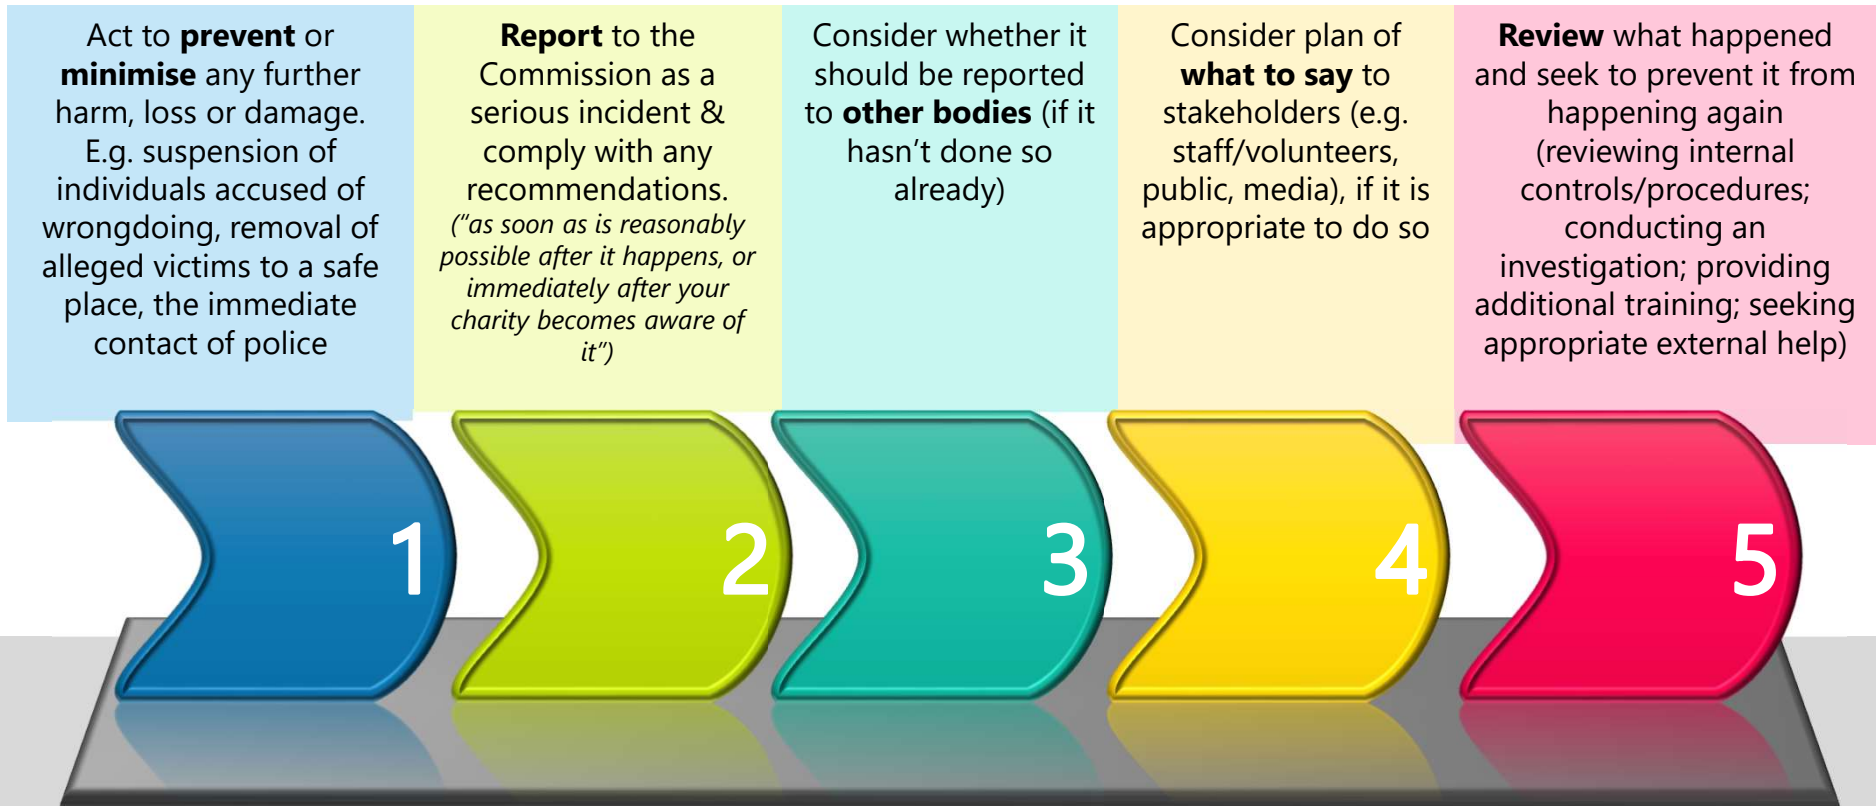 Act to prevent or
minimise any further
harm, loss or damage.
E.g. suspension of
individuals accused of
wrongdoing, removal of
alleged victims to a safe
place, the immediate
contact of police
Report to the
Commission as a
serious incident &
comply with any
recommendations.
("as soon as is reasonably
possible after it happens, or
immediately after your
charity becomes aware of
it")
Consider whether it
should be reported
to other bodies (if it
hasn't done so
already)
Consider plan of
what to say to
stakeholders (e.g.
staff/volunteers,
public, media), if it is
appropriate to do so
Review what happened
and seek to prevent it from
happening again
(reviewing internal
controls/procedures;
conducting an
investigation; providing
additional training; seeking
appropriate external help)
1
2
3
4
5